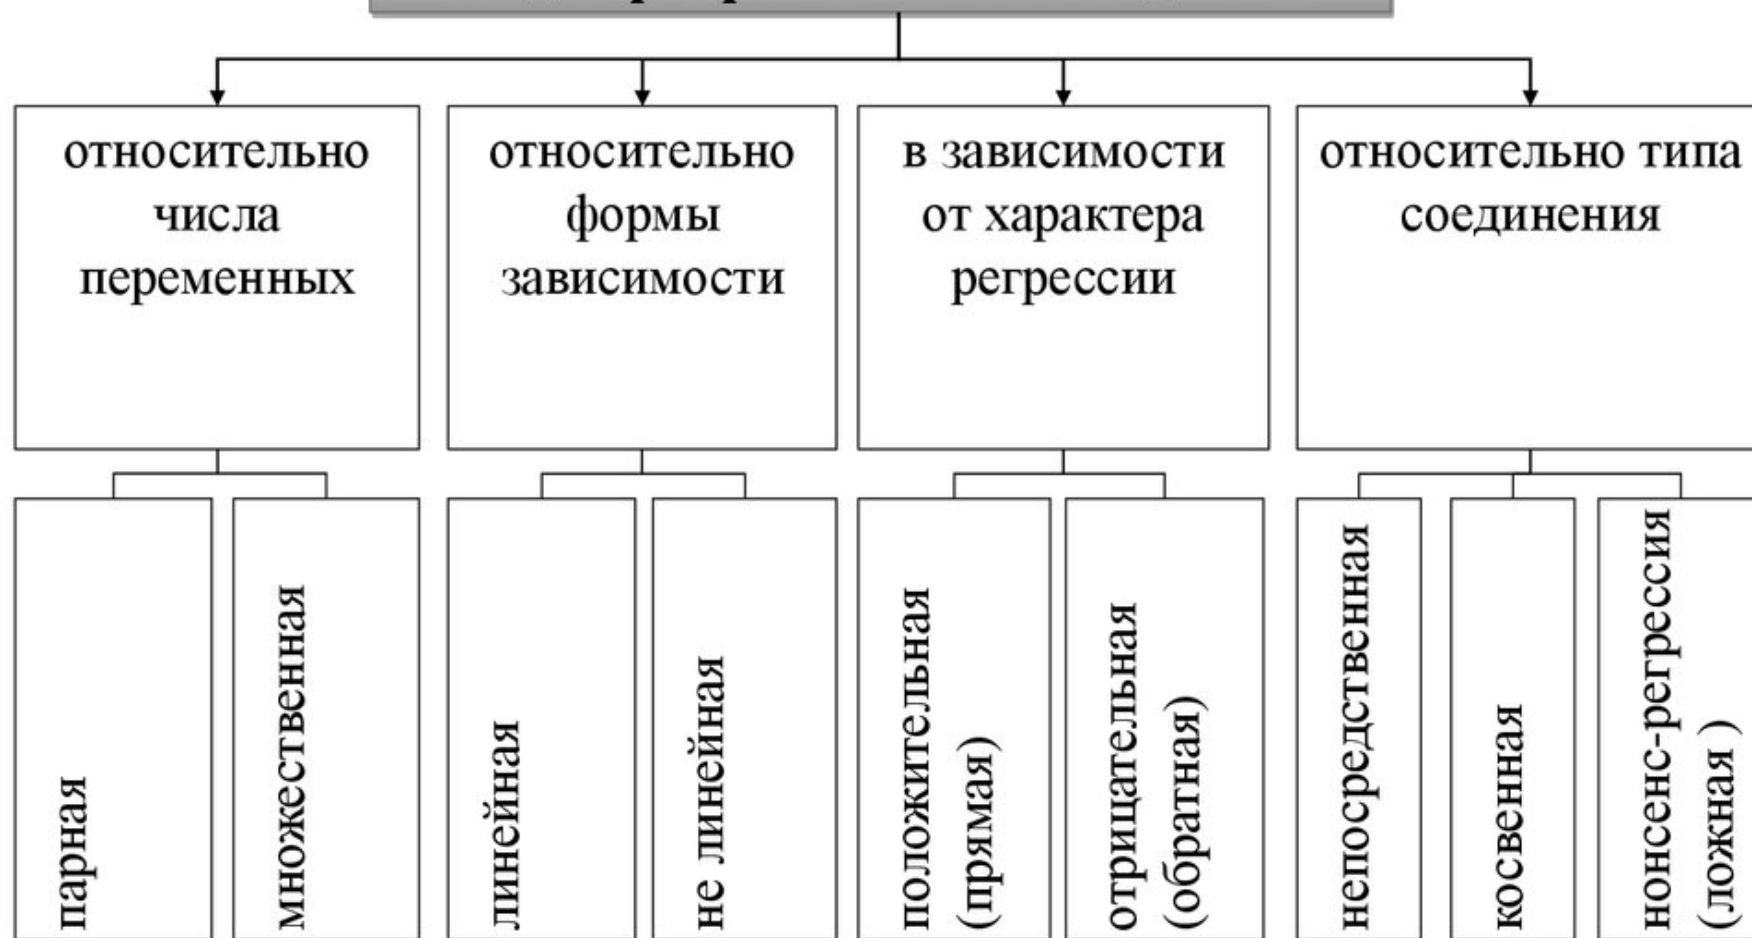 относительно
числа
переменных
относительно
формы
зависимости
в зависимости
от характера
регрессии
относительно типа
соединения
парная
множественная
линейная
не линейная
положительная
(прямая)
отрицательная
(обратная)
непосредственная
косвенная
нонсенс-регрессия
(ложная )